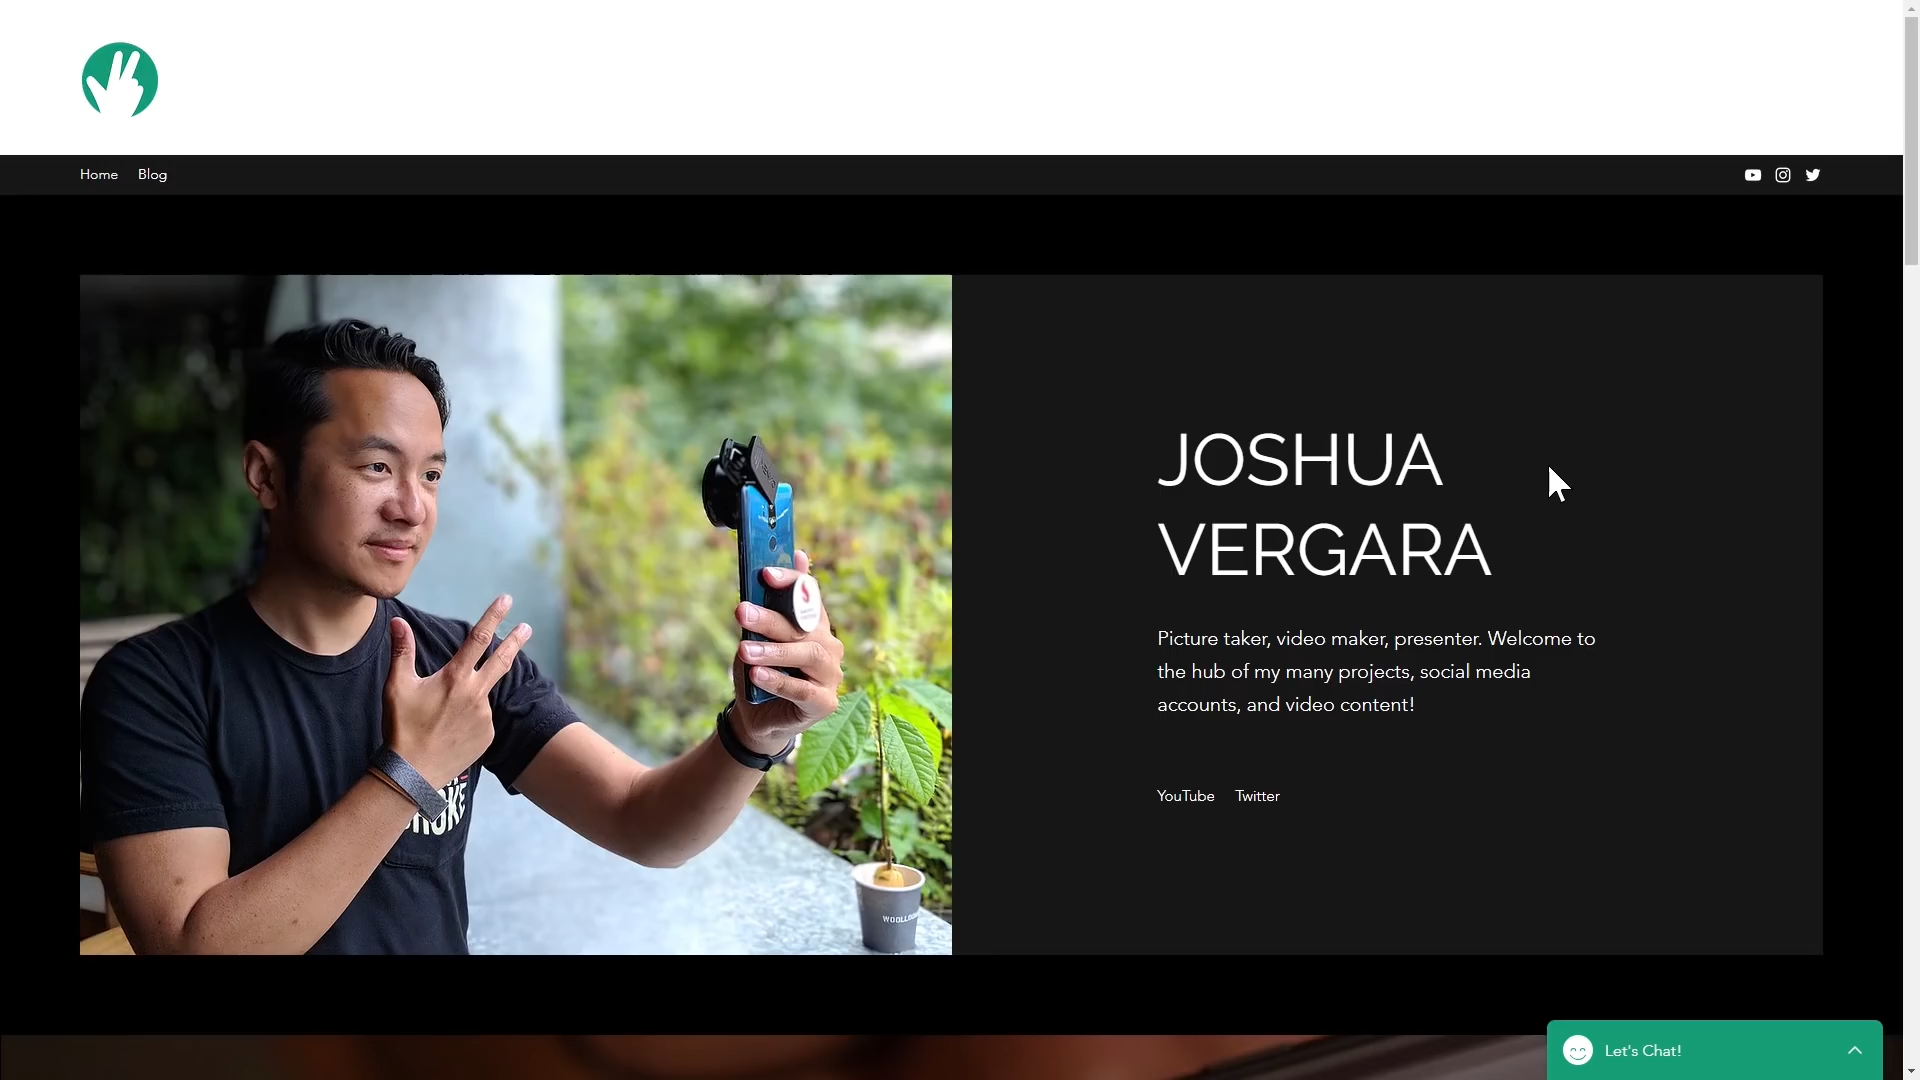 Home Blog
JOSHUA
VERGARA
Picture taker, video maker, presenter. Welcome to
the hub of my many projects, social media
accounts, and video content!
YouTube Twitter
Let's Chat!